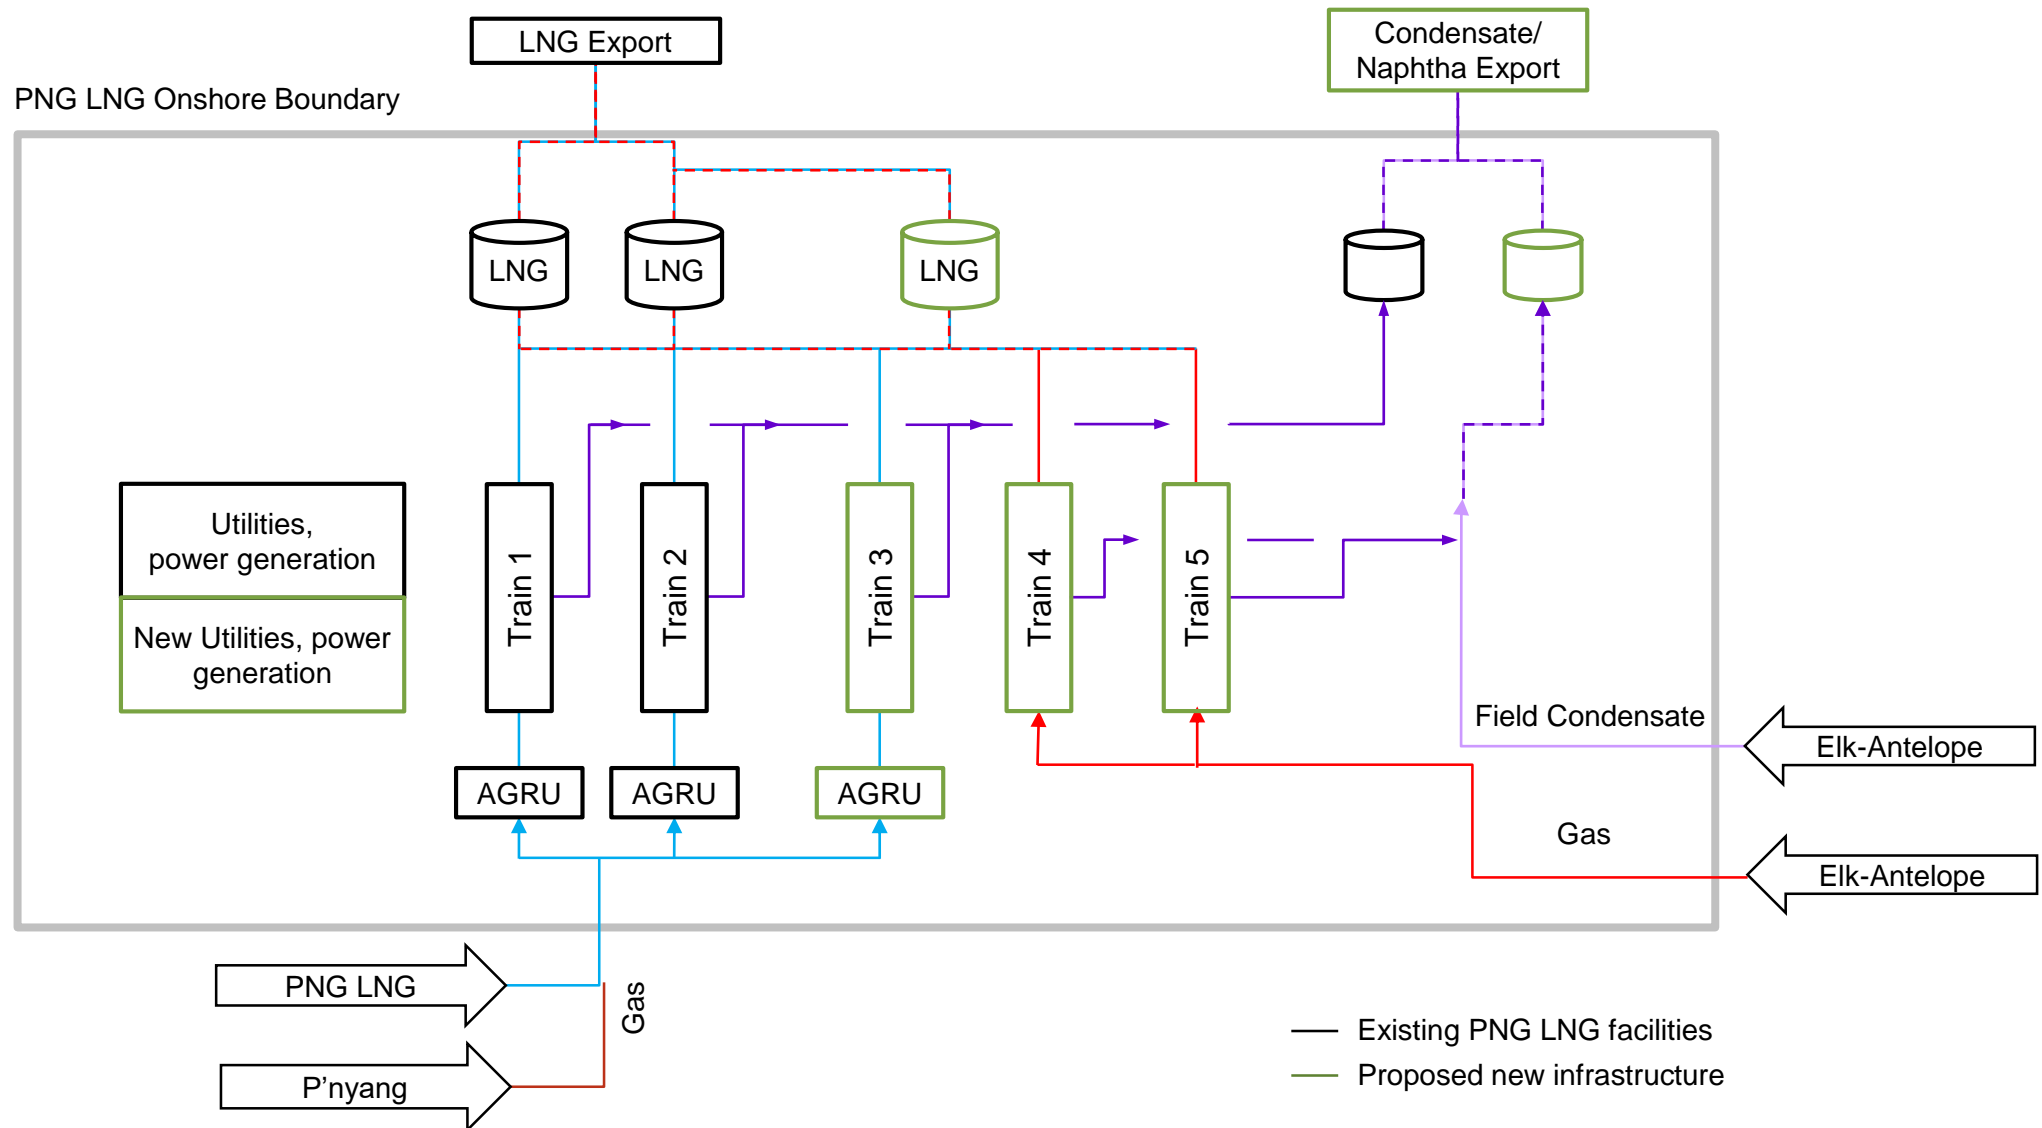 LNG Export
Condensate/
Naphtha Export
PNG LNG Onshore Boundary
LNG
LNG
LNG
Utilities,
power generation
New Utilities, power
generation
Train 1
Train 2
Train 3
Train 4
Train 5
Field Condensate
Elk-Antelope
AGRU
AGRU
AGRU
Gas
Elk-Antelope
PNG LNG
Gas
P'nyang
Existing PNG LNG facilities
Proposed new infrastructure